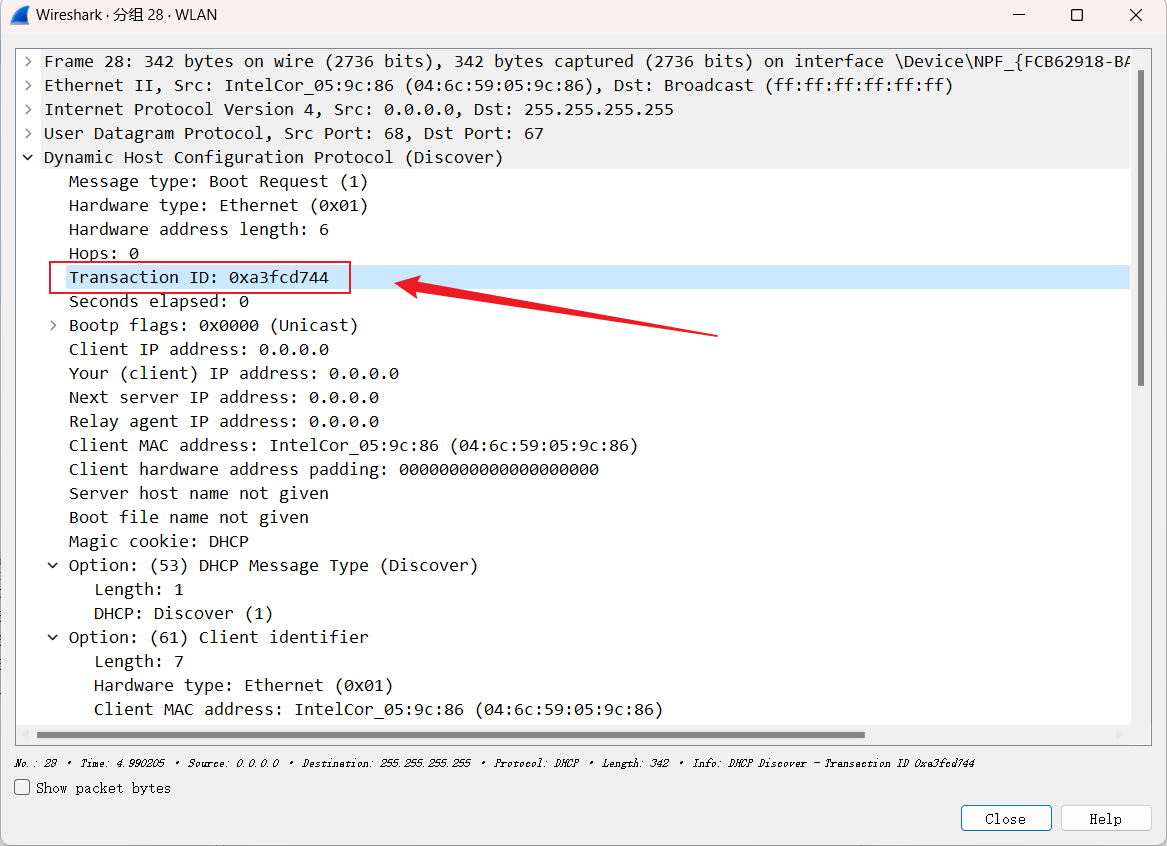 Wireshark · 分组 28 · WLAN
Frame 28: 342 bytes on wire (2736 bits), 342 bytes captured (2736 bits) on interface \Device\NPF_{FCB62918-BA
Ethernet II, Src: IntelCor_05:9c:86 (04:6c:59:05:9c:86), Dst: Broadcast (ff:ff:ff:ff:ff:ff)
Internet Protocol Version 4, Src: 0.0.0.0, Dst: 255.255.255.255
User Datagram Protocol, Src Port: 68, Dst Port: 67
Dynamic Host Configuration Protocol (Discover)
Message type: Boot Request (1)
Hardware type: Ethernet (0x01)
Hardware address length: 6
Hops: 0
Transaction ID: 0xa3fcd744
Seconds elapsed: 0
Bootp flags: 0x0000 (Unicast)
Client IP address: 0.0.0.0
Your (client) IP address: 0.0.0.0
Next server IP address: 0.0.0.0
Relay agent IP address: 0.0.0.0
Client MAC address: IntelCor_05:9c:86 (04:6c:59:05:9c:86)
Client hardware address padding: 00000000000000000000
Server host name not given
Boot file name not given
Magic cookie: DHCP
Option: (53) DHCP Message Type (Discover)
Length: 1
DHCP: Discover (1)
Option: (61) Client identifier
Length: 7
Hardware type: Ethernet (0x01)
Client MAC address: IntelCor_05:9c:86 (04:6c:59:05:9c:86)
No.: 28 · Time: 4.990205 · Source: 0.0.0.0 · Destination: 255.255.255.255 · Protocol: DHCP · Length: 342 · Info: DHCP Discover - Transaction ID 0xa3fcd744
Show packet bytes
Close
Help